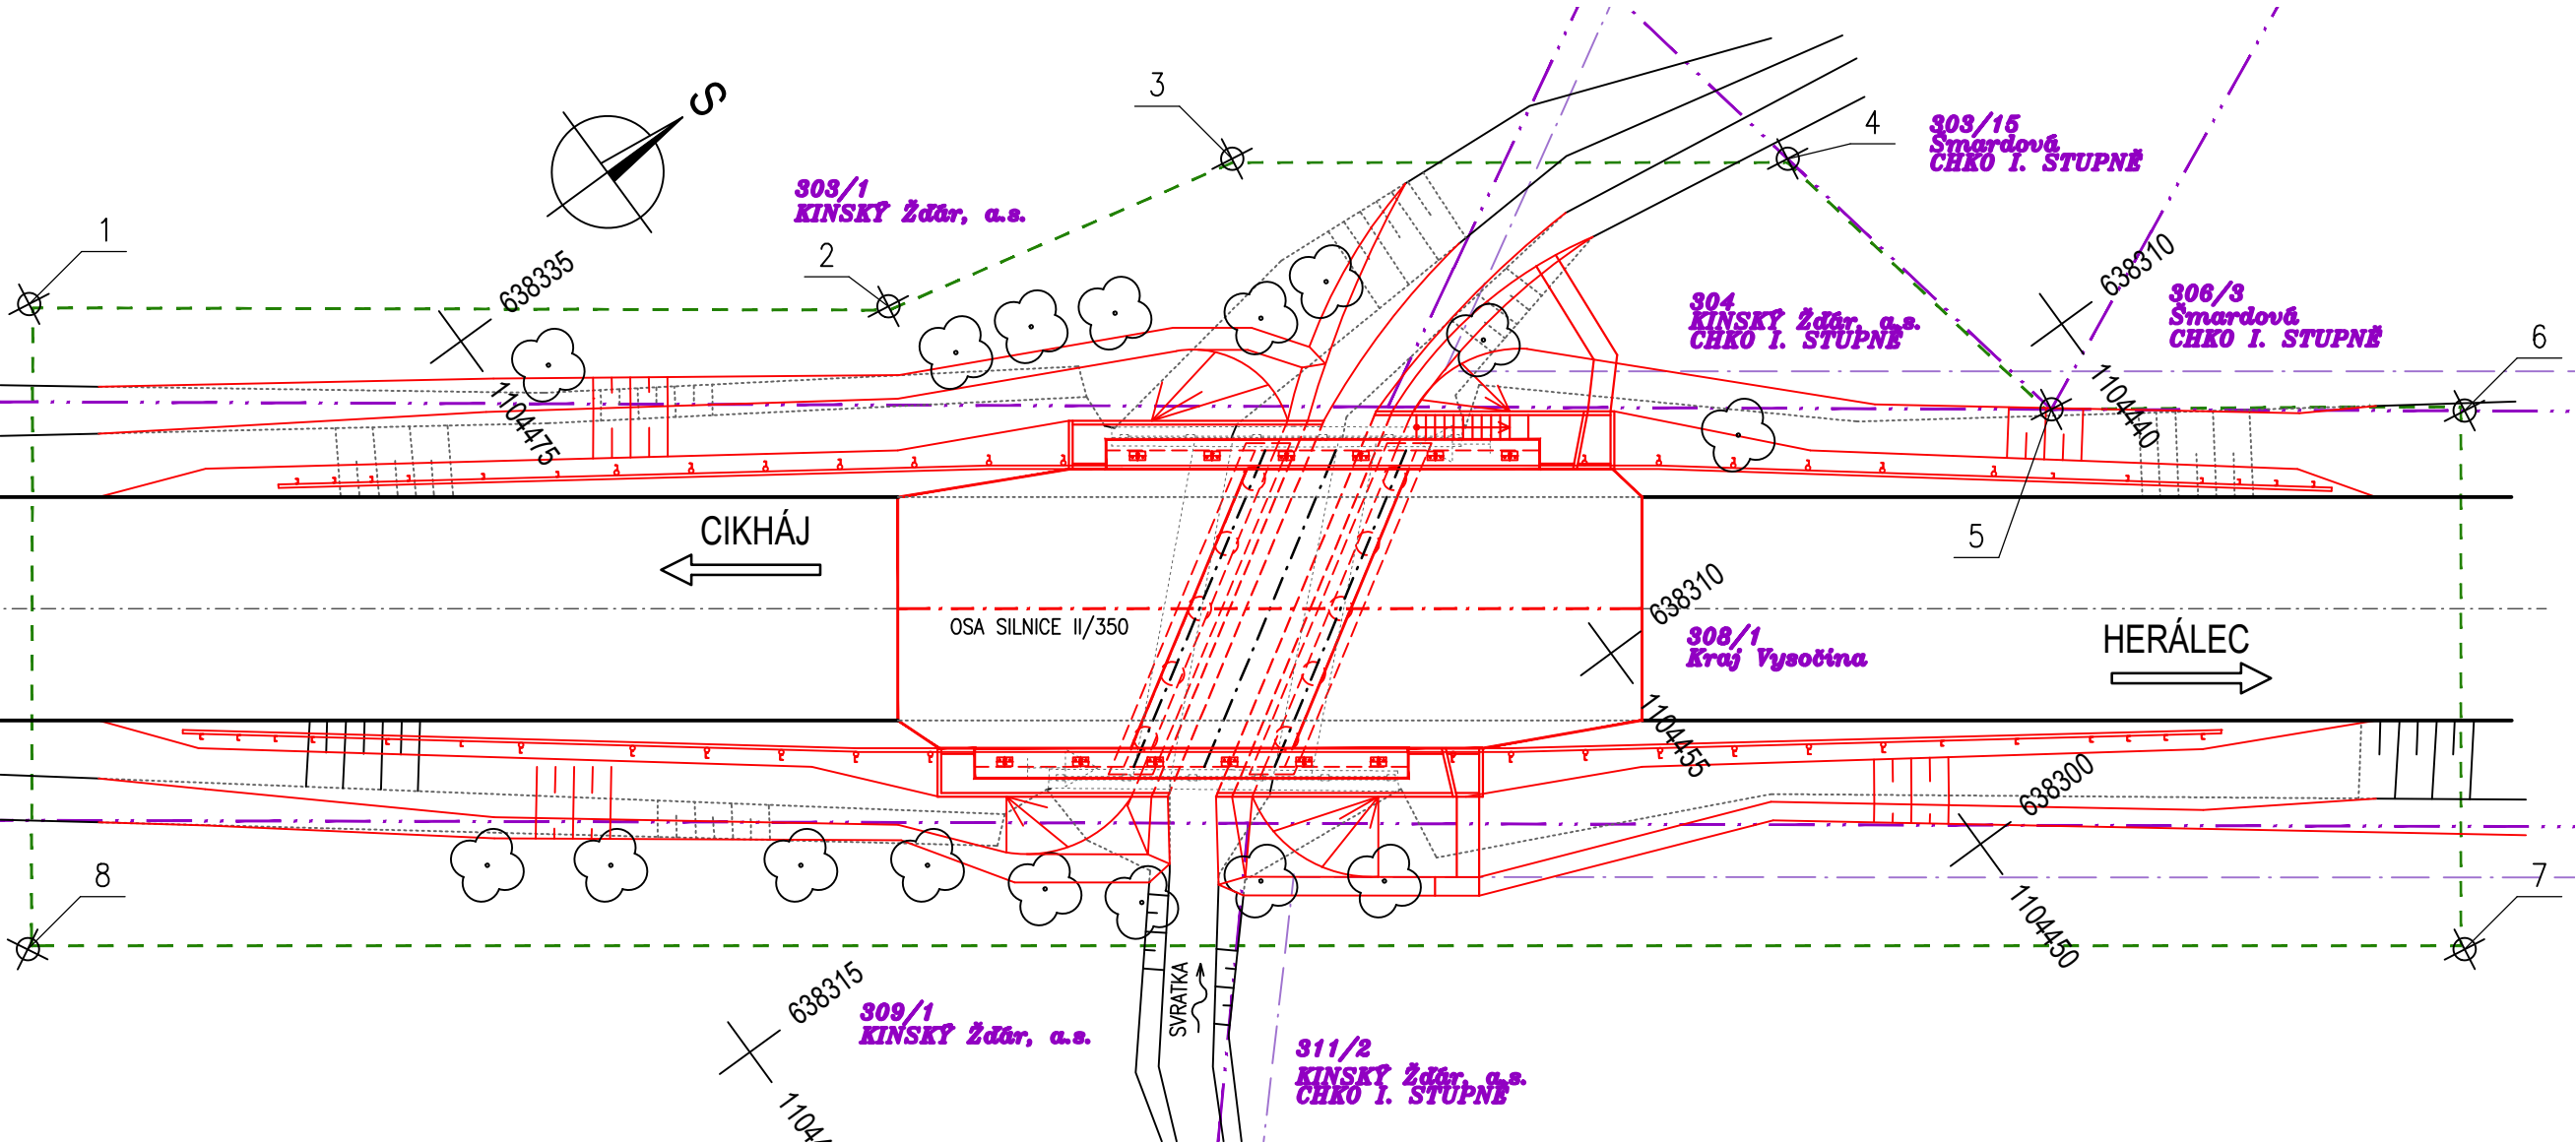 S
3
4
303/15
Šmardová
CHKO I. STUPNĚ
303/1
KINSKÝ Žďár, a.s.
1
2
638335
638310
304
KINSKÝ Žďár, a.s.
CHKO I. STUPNĚ
306/3
Šmardová
CHKO I. STUPNĚ
6
1104475
1104440
5
CIKHÁJ
OSA SILNICE II/350
638310
308/1
Kraj Vysočina
HERÁLEC
1104455
638300
8
7
1104450
638315
309/1
KINSKÝ Žďár, a.s.
SVRATKA
311/2
KINSKÝ Žďár, a.s.
CHKO I. STUPNĚ